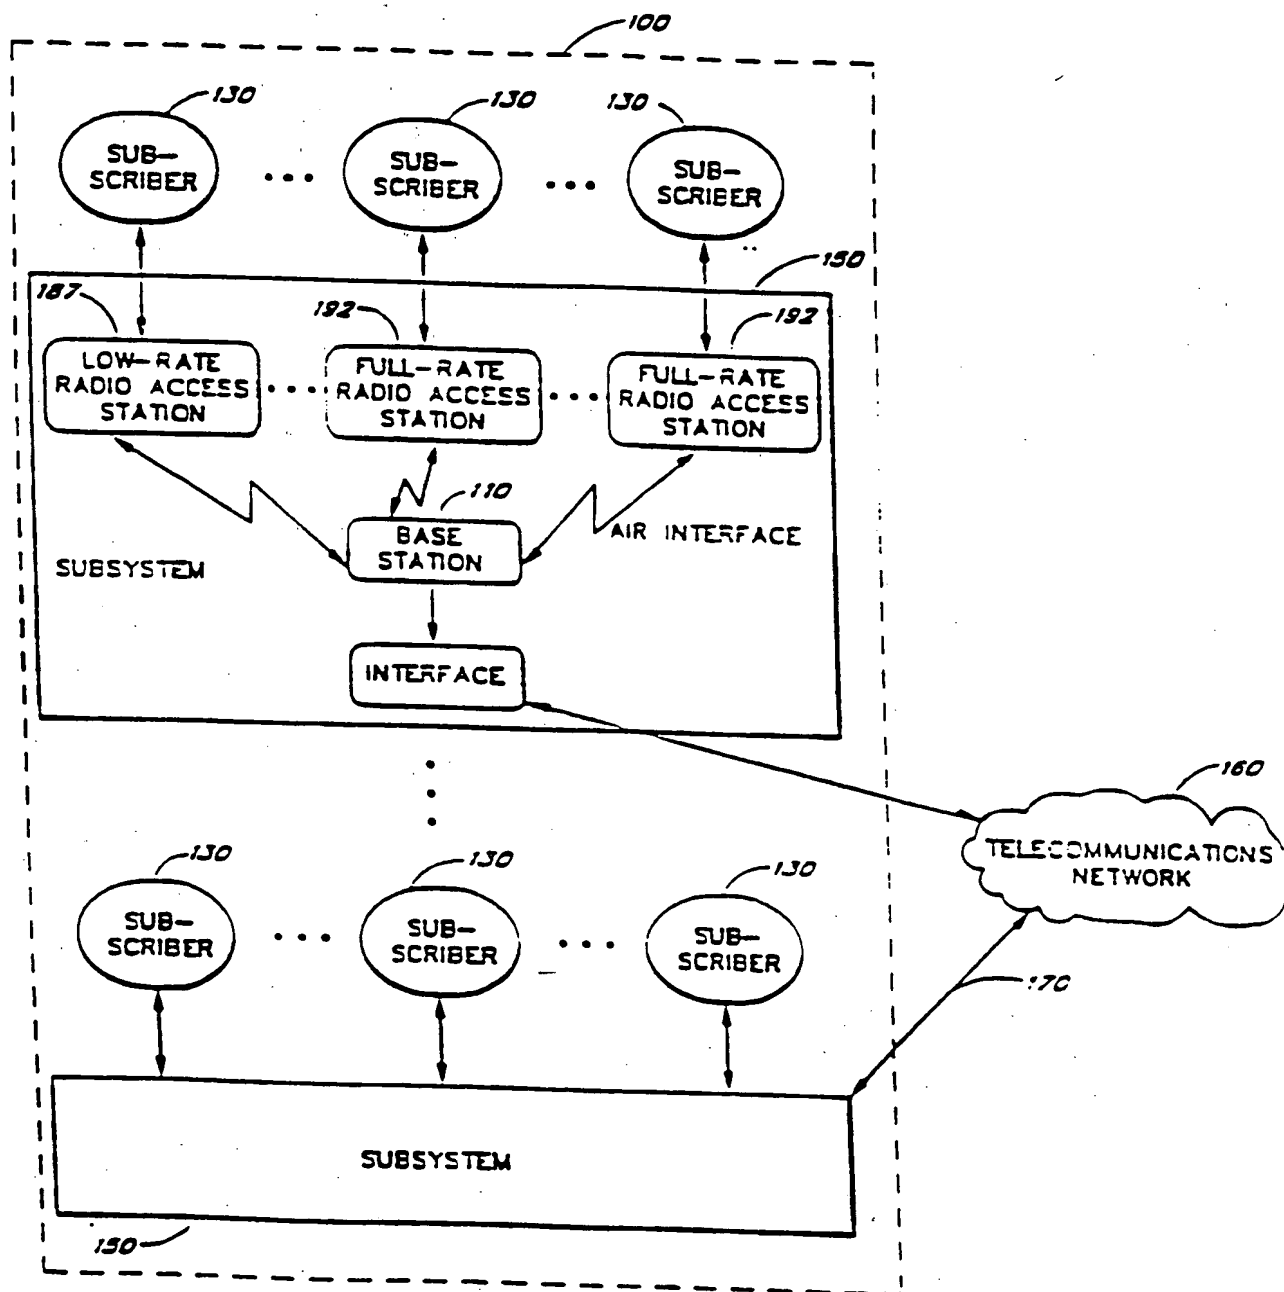 100
130
130
130
SUB-
SCRIBER
SUB-
SCRIBER
SUB-
SCRIBER
150
187
192
192
LOW-RATE
RADIO ACCESS
STATION
FULL-RATE
RADIO ACCESS
STATION
FULL-RATE
RADIO ACCESS
STATION
110
BASE
STATION
AIR INTERFACE
SUBSYSTEM
INTERFACE
160
TELECOMMUNICATIONS
NETWORK
130
130
130
SUB-
SCRIBER
SUB-
SCRIBER
SUB-
SCRIBER
170
SUBSYSTEM
150